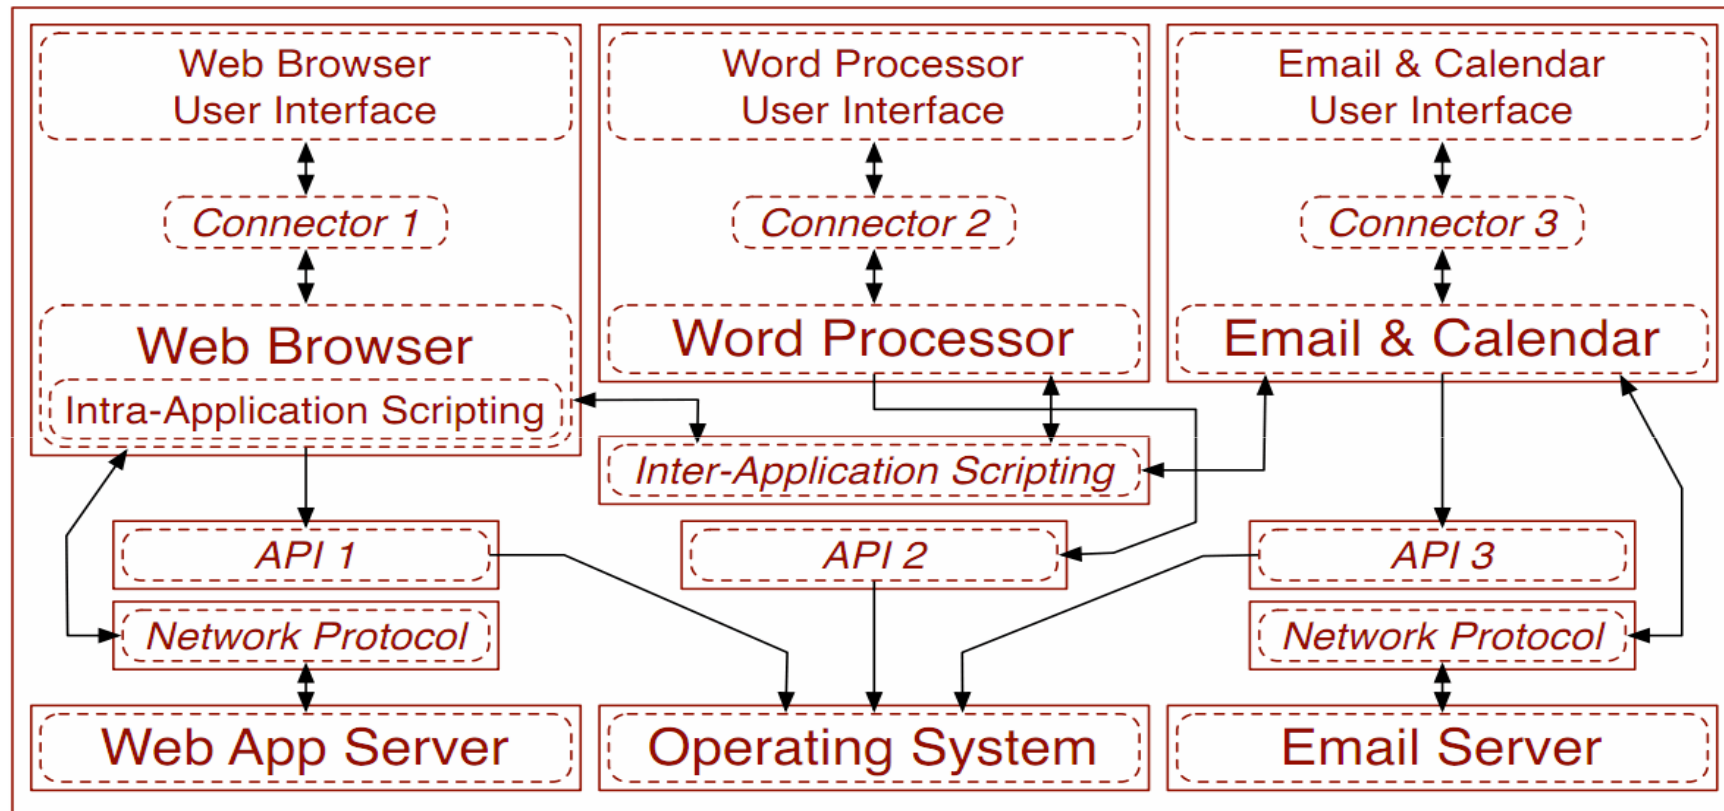 Web Browser
User Interface
Word Processor
User Interface
Email & Calendar
User Interface
Connector 1
Connector 2
Connector 3
Web Browser
Word Processor
Email & Calendar
Intra-Application Scripting
Inter-Application Scripting
API 1
API 2
API 3
Network Protocol
Network Protocol
Web App Server
Operating System
Email Server